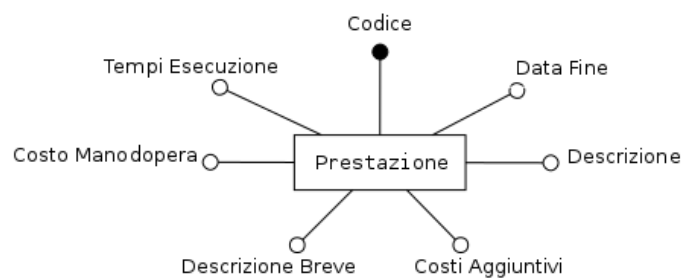 Codice
Tempi Esecuzione
Data Fine
Costo Manodopera
Prestazione
Descrizione
Descrizione Breve
Costi Aggiuntivi